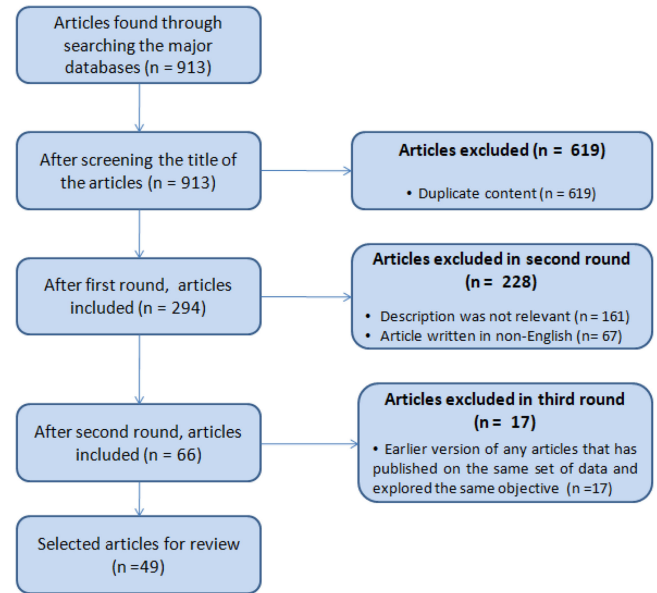 Articles found through
searching the major
databases (n = 913)
After screening the title of
the articles (n = 913)
Articles excluded (n = 619)
• Duplicate content (n = 619)
After first round, articles
included (n = 294)
Articles excluded in second round
(n = 228)
• Description was not relevant (n = 161)
• Article written in non-English (n= 67)
After second round, articles
included (n = 66)
Articles excluded in third round
(n = 17)
• Earlier version of any articles that has
published on the same set of data and
explored the same objective (n =17)
Selected articles for review
(n =49)